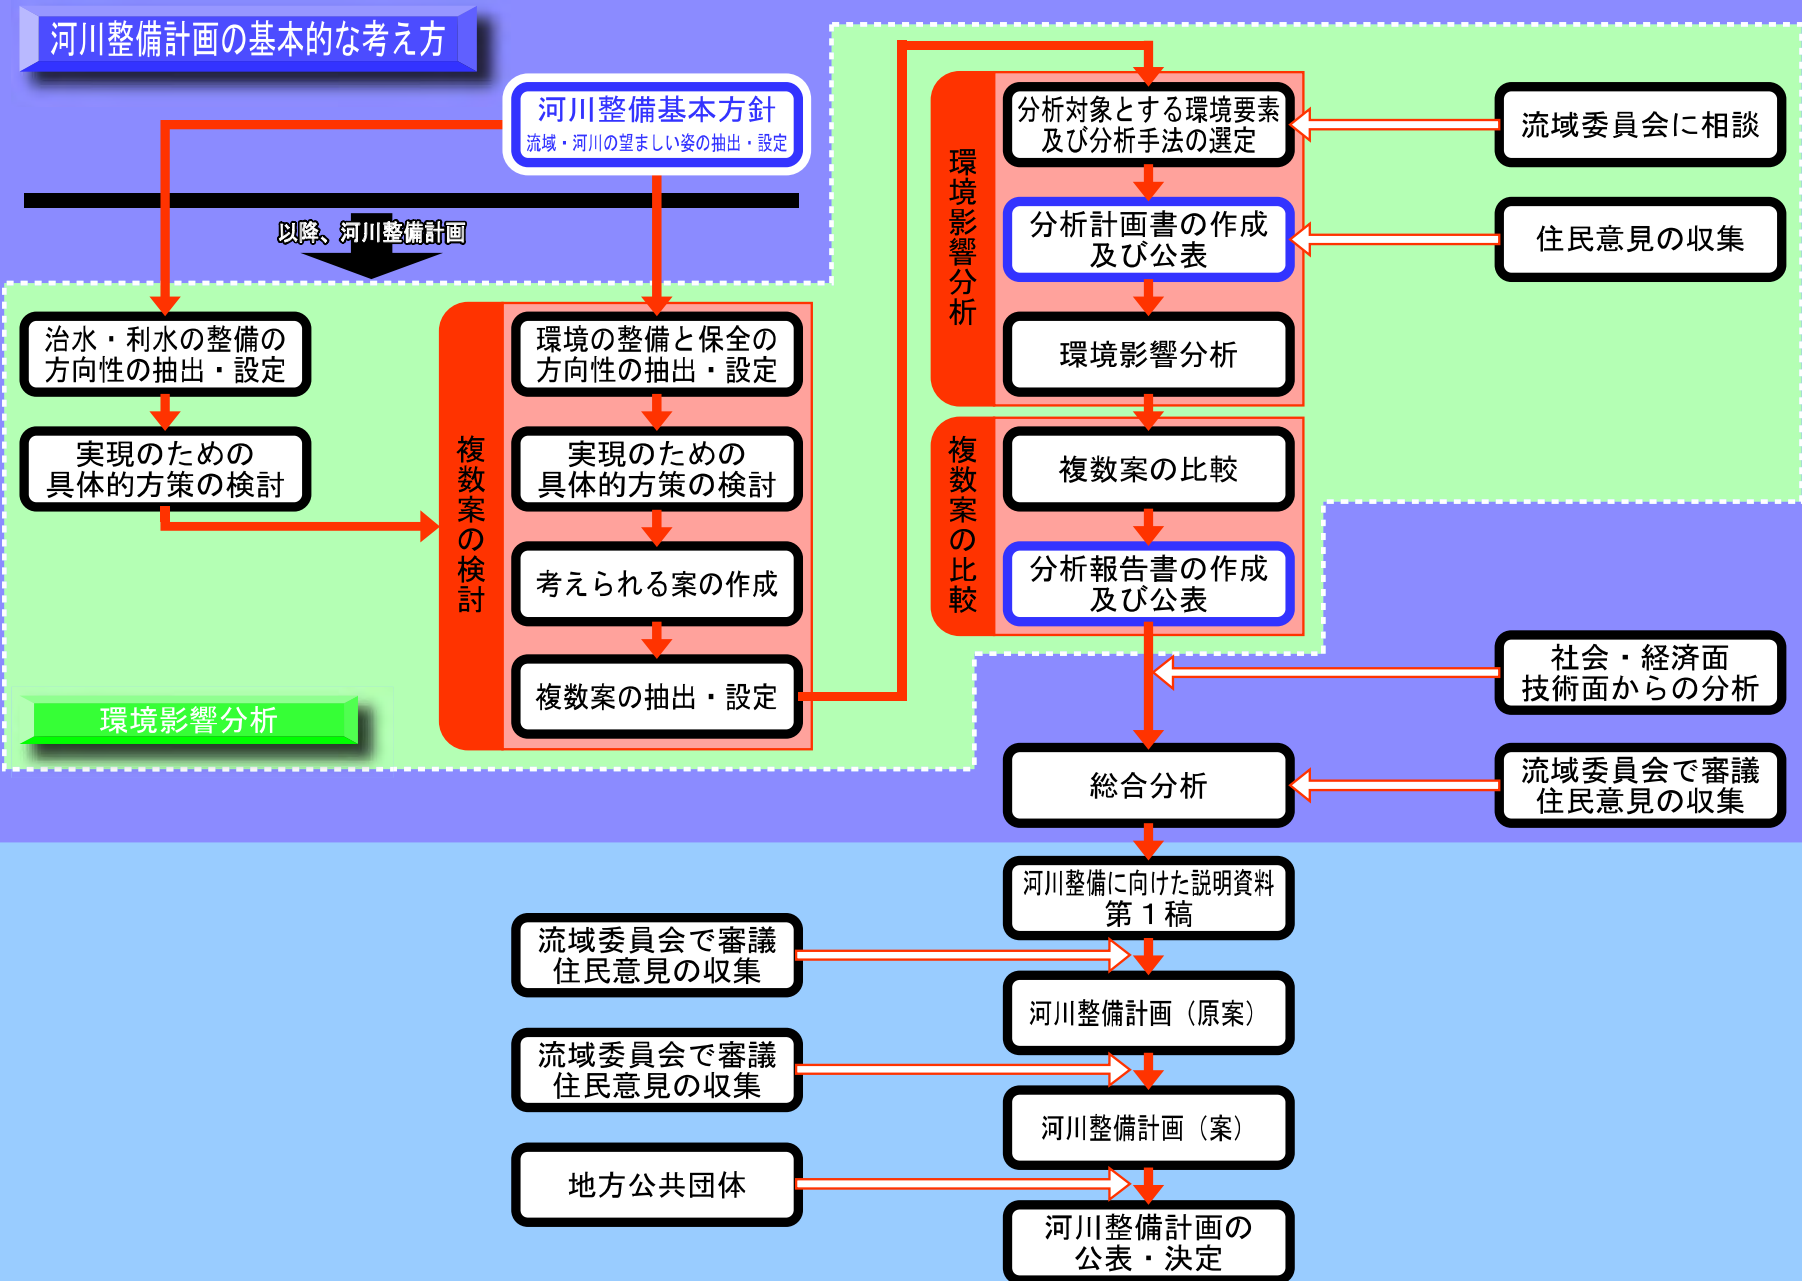 河川整備計画の基本的な考え方
河川整備基本方針
流域・河川の望ましい姿の抽出・設定
以降、河川整備計画
治水・利水の整備の
方向性の抽出・設定
実現のための
具体的方策の検討
複数案の検討
環境の整備と保全の
方向性の抽出・設定
実現のための
具体的方策の検討
考えられる案の作成
複数案の抽出・設定
環境影響分析
環境影響分析
分析対象とする環境要素
及び分析手法の選定
分析計画書の作成
及び公表
環境影響分析
複数案の比較
複数案の比較
分析報告書の作成
及び公表
流域委員会に相談
住民意見の収集
社会・経済面
技術面からの分析
総合分析
流域委員会で審議
住民意見の収集
河川整備に向けた説明資料
第1稿
流域委員会で審議
住民意見の収集
河川整備計画（原案）
流域委員会で審議
住民意見の収集
河川整備計画（案）
地方公共団体
河川整備計画の
公表・決定